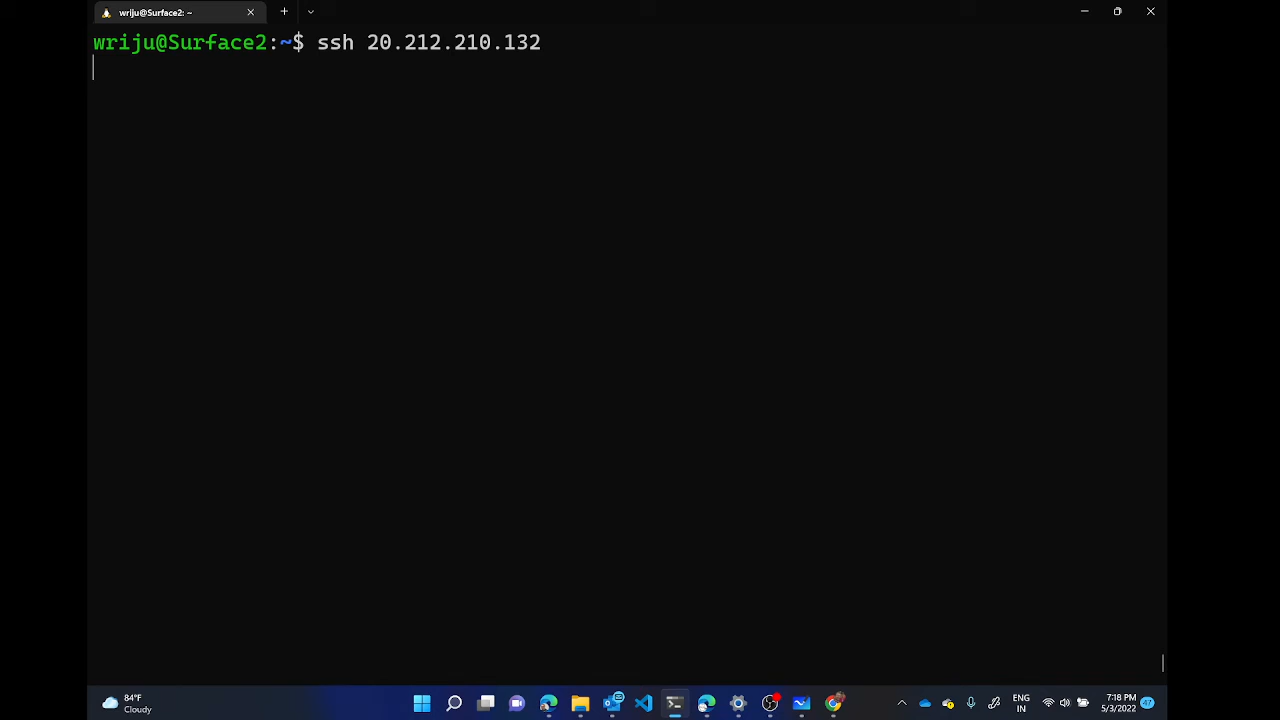 wriju@Surface2: ~
wriju@Surface2:~$ ssh 20.212.210.132
84°F
Cloudy
ENG
IN
7:18 PM
5/3/2022
47